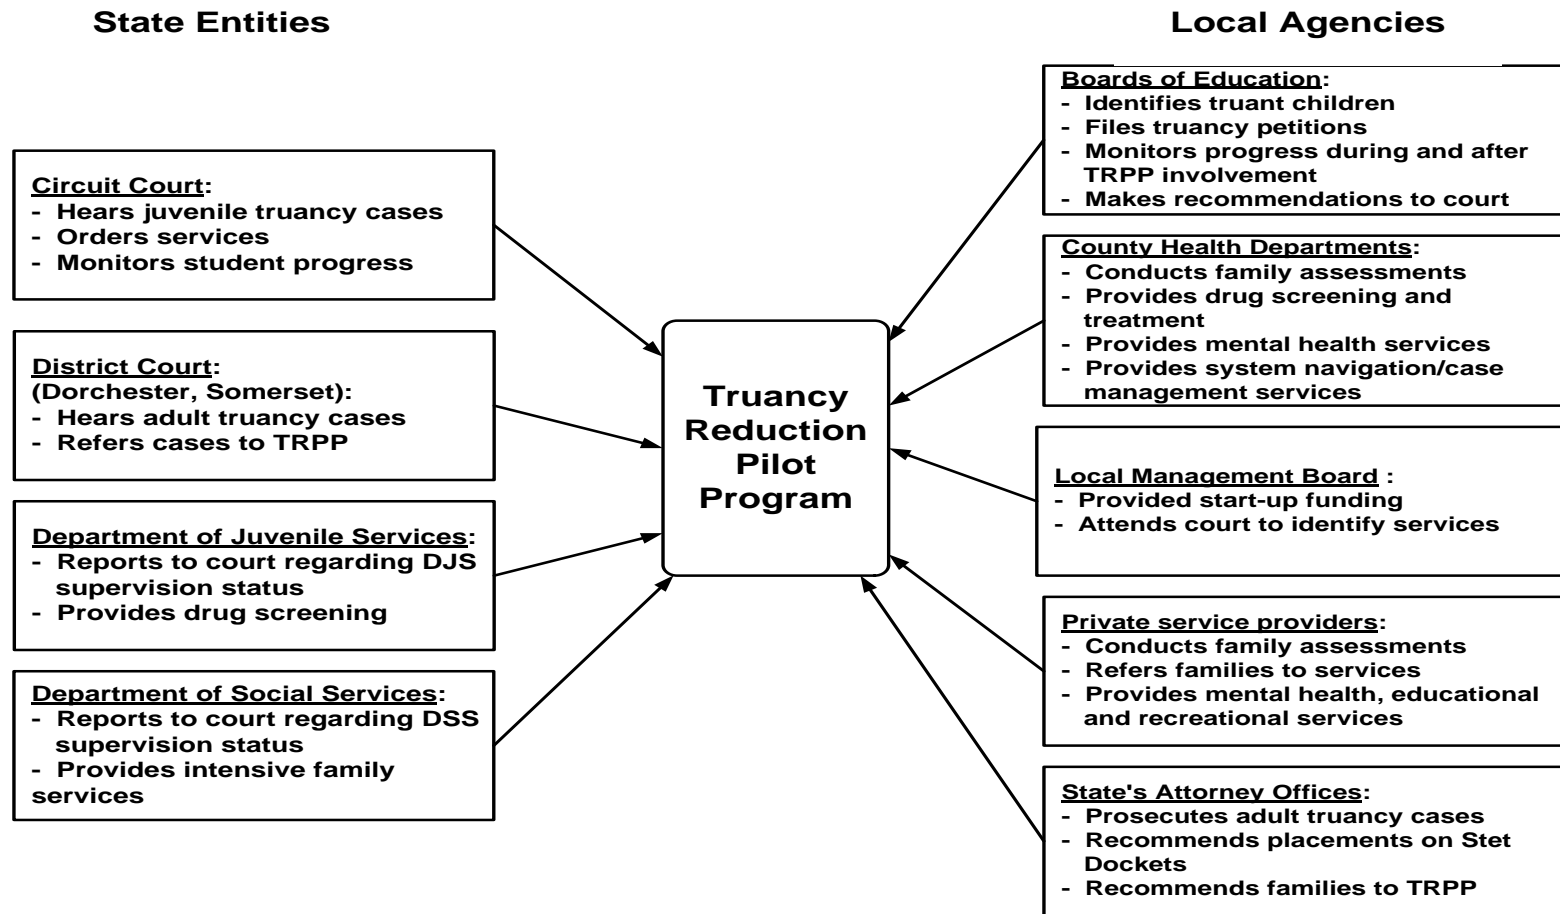 State Entities
Circuit Court:
- Hears juvenile truancy cases
- Orders services
- Monitors student progress
District Court:
(Dorchester, Somerset):
- Hears adult truancy cases
- Refers cases to TRPP
Department of Juvenile Services:
- Reports to court regarding DJS
supervision status
- Provides drug screening
Department of Social Services:
- Reports to court regarding DSS
supervision status
- Provides intensive family
services
Truancy
Reduction
Pilot
Program
Local Agencies
Boards of Education:
- Identifies truant children
- Files truancy petitions
- Monitors progress during and after
TRPP involvement
- Makes recommendations to court
County Health Departments:
- Conducts family assessments
- Provides drug screening and
treatment
- Provides mental health services
- Provides system navigation/case
management services
Local Management Board :
- Provided start-up funding
- Attends court to identify services
Private service providers:
- Conducts family assessments
- Refers families to services
- Provides mental health, educational
and recreational services
State's Attorney Offices:
- Prosecutes adult truancy cases
- Recommends placements on Stet
Dockets
- Recommends families to TRPP